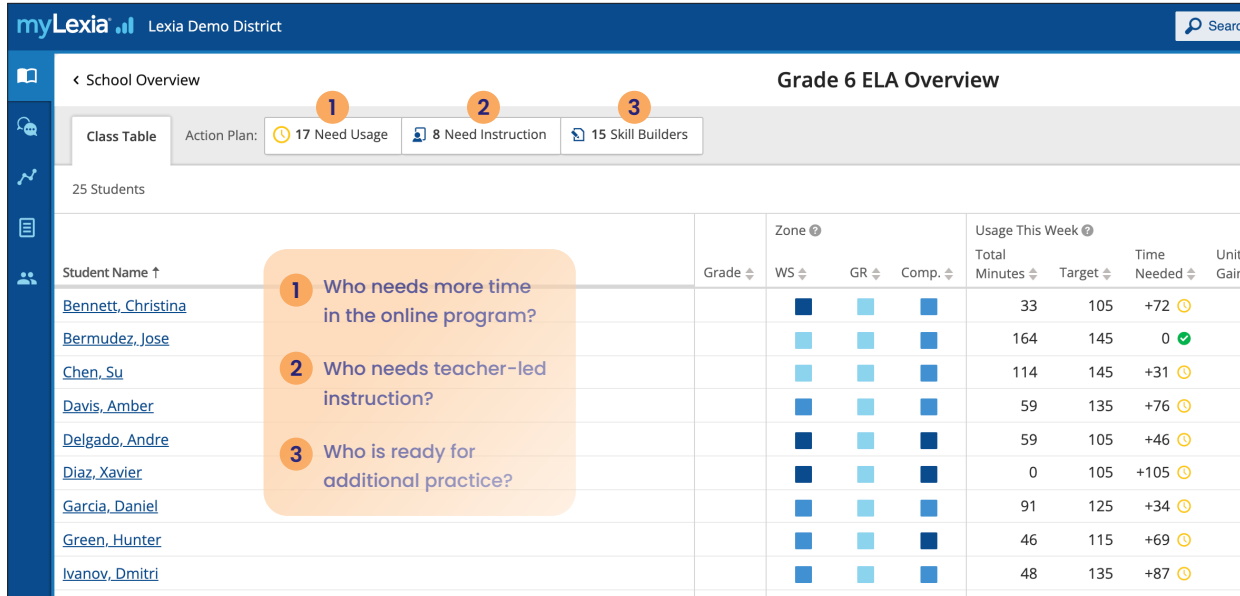 myLexia Lexia Demo District Searc
‹ School Overview
Grade 6 ELA Overview
1 2 3
Class Table Action Plan: 17 Need Usage 8 Need Instruction 15 Skill Builders
25 Students
Zone ? Usage This Week ?
Student Name ↑ Grade WS GR Comp. Total Minutes Target Time Needed Unit Gain
1 Who needs more time
in the online program?
2 Who needs teacher-led
instruction?
3 Who is ready for
additional practice?
Bennett, Christina 33 105 +72
Bermudez, Jose 164 145 0
Chen, Su 114 145 +31
Davis, Amber 59 135 +76
Delgado, Andre 59 105 +46
Diaz, Xavier 0 105 +105
Garcia, Daniel 91 125 +34
Green, Hunter 46 115 +69
Ivanov, Dmitri 48 135 +87